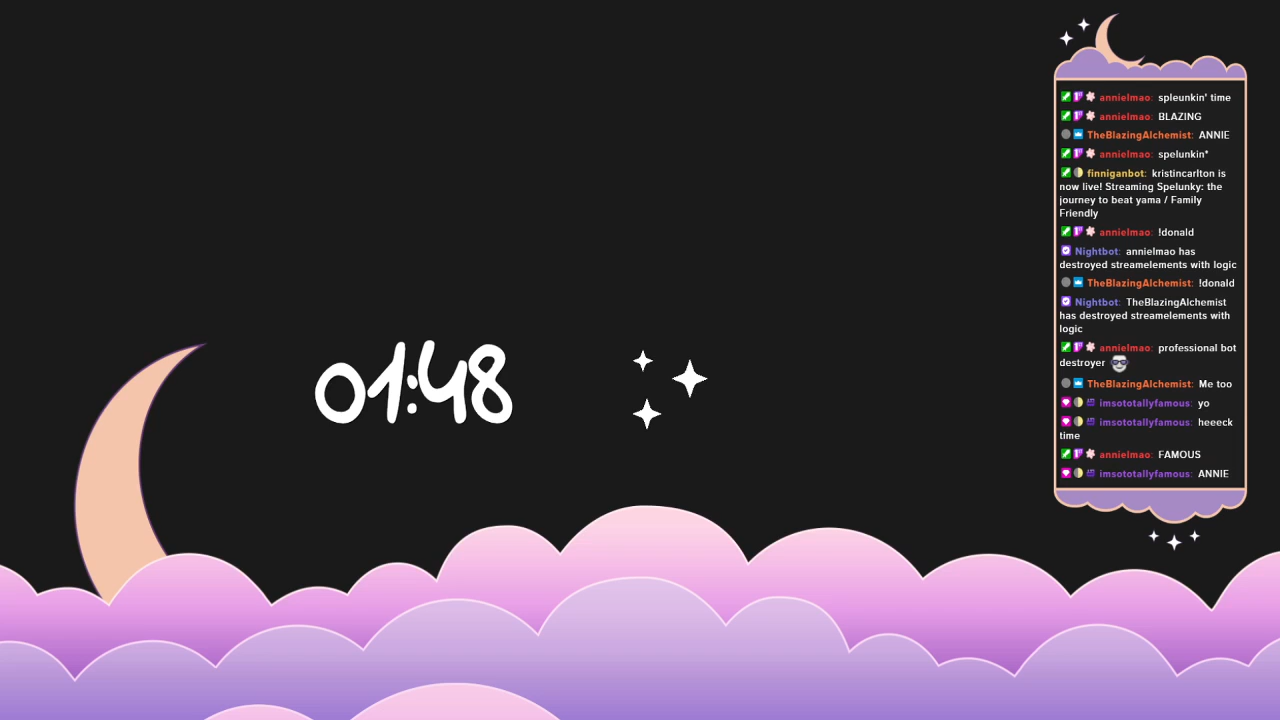 01:48
annielmao: spleunkin' time
annielmao: BLAZING
TheBlazingAlchemist: ANNIE
annielmao: spelunkin*
finniganbot: kristincarlton is
now live! Streaming Spelunky: the
journey to beat yama / Family
Friendly
annielmao: !donald
Nightbot: annielmao has
destroyed streamelements with logic
TheBlazingAlchemist: !donald
Nightbot: TheBlazingAlchemist
has destroyed streamelements with
logic
annielmao: professional bot
destroyer
TheBlazingAlchemist: Me too
imsototallyfamous: yo
imsototallyfamous: heeeck
time
annielmao: FAMOUS
imsototallyfamous: ANNIE